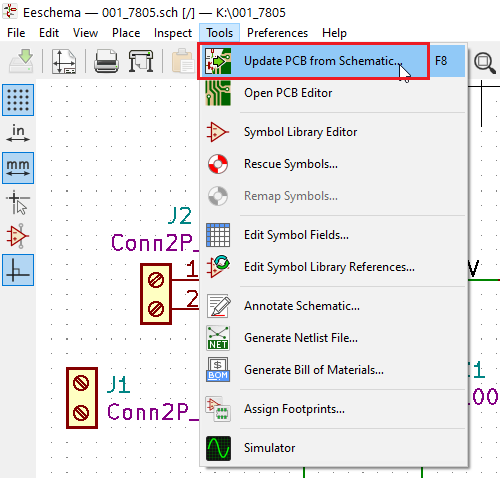 Eeschema — 001_7805.sch [/] — K:\001_7805
File Edit View Place Inspect Tools Preferences Help
Update PCB from Schematic... F8
Open PCB Editor
in
Symbol Library Editor
mm
Rescue Symbols...
Remap Symbols...
J2
Edit Symbol Fields...
Conn2P_
1
Edit Symbol Library References...
V
2
Annotate Schematic...
NET
Generate Netlist File...
BOM
Generate Bill of Materials...
J1
Conn2P_
Assign Footprints...
Simulator